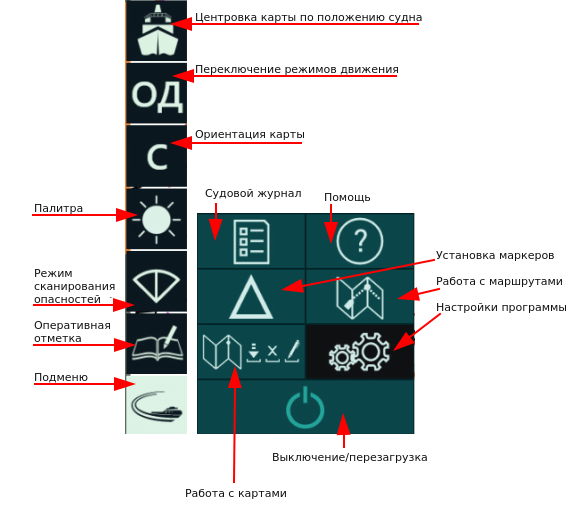 Центровка карты по положению судна
Переключение режимов движения
ОД
Ориентация карты
С
Судовой журнал
Помощь
Палитра
?
Установка маркеров
Режим
сканирования
опасностей
Работа с маршрутами
Настройки программы
Оперативная
отметка
Подменю
Выключение/перезагрузка
Работа с картами